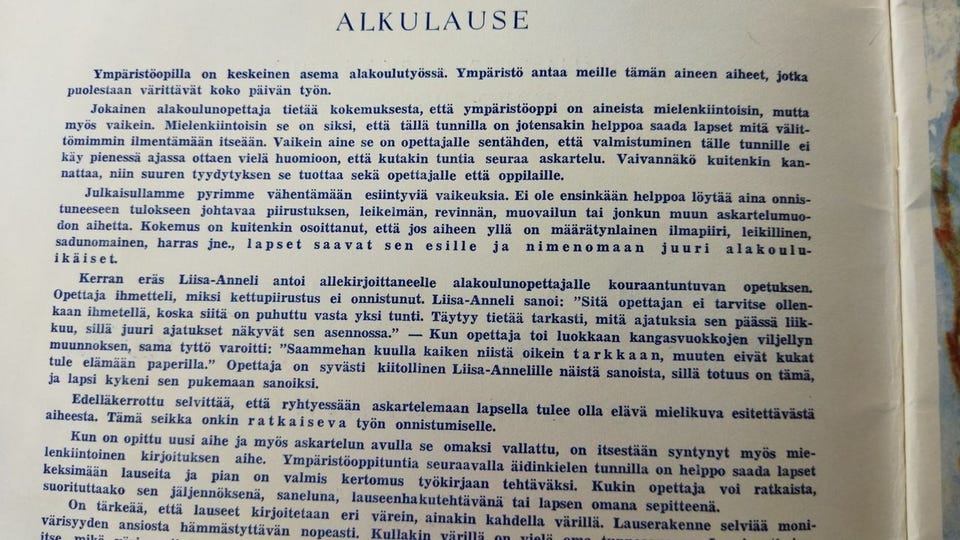 ALKULAUSE
Ympäristöopilla on keskeinen asema alakoulutyössä. Ympäristö antaa meille tämän aineen aiheet, jotka
puolestaan värittävät koko päivän työn.
Jokainen alakoulunopettaja tietää kokemuksesta, että ympäristöoppi on aineista mielenkiintoisin, mutta
myös vaikein. Mielenkiintoisin se on siksi, että tällä tunnilla on jotensakin helppoa saada lapset mitä välit-
tömimmin ilmentämään itseään. Vaikein aine se on opettajalle sentähden, että valmistuminen tälle tunnille ei
käy pienessä ajassa ottaen vielä huomioon, että kutakin tuntia seuraa askartelu. Vaivannäkö kuitenkin kan-
nattaa, niin suuren tyydytyksen se tuottaa sekä opettajalle että oppilaille.
Julkaisullamme pyrimme vähentämään esiintyviä vaikeuksia. Ei ole ensinkään helppoa löytää aina onnis-
tuneeseen tulokseen johtavaa piirustuksen, leikelmän, revinnän, muovailun tai jonkun muun askartelumuo-
don aihetta. Kokemus on kuitenkin osoittanut, että jos aiheen yllä on määrätynlainen ilmapiiri, leikillinen,
sadunomainen, harras jne., lapset saavat sen esille ja nimenomaan juuri alakoulu-
ikäiset.
Kerran eräs Liisa-Anneli antoi allekirjoittaneelle alakoulunopettajalle kouraantuntuvan opetuksen.
Opettaja ihmetteli, miksi kettupiirustus ei onnistunut. Liisa-Anneli sanoi: ”Sitä opettajan ei tarvitse ollen-
kaan ihmetellä, koska siitä on puhuttu vasta yksi tunti. Täytyy tietää tarkasti, mitä ajatuksia sen päässä liik-
kuu, sillä juuri ajatukset näkyvät sen asennossa.” — Kun opettaja toi luokkaan kangasvuokkojen viljellyn
muunnoksen, sama tyttö varoitti: ”Saammehan kuulla kaiken niistä oikein tarkkaan, muuten eivät kukat
tule elämään paperilla.” Opettaja on syvästi kiitollinen Liisa-Annelille näistä sanoista, sillä totuus on tämä,
ja lapsi kykeni sen pukemaan sanoiksi.
Edelläkerrottu selvittää, että ryhtyessään askartelemaan lapsella tulee olla elävä mielikuva esitettävästä
aiheesta. Tämä seikka onkin ratkaiseva työn onnistumiselle.
Kun on opittu uusi aihe ja myös askartelun avulla se omaksi vallattu, on itsestään syntynyt myös mie-
lenkiintoinen kirjoituksen aihe. Ympäristöoppituntia seuraavalla äidinkielen tunnilla on helppo saada lapset
keksimään lauseita ja pian on valmis kertomus työkirjaan tehtäväksi. Kukin opettaja voi ratkaista,
suorituttaako sen jäljennöksenä, saneluna, lauseenhakutehtävänä tai lapsen omana sepitteenä.
On tärkeää, että lauseet kirjoitetaan eri värein, ainakin kahdella värillä. Lauserakenne selviää moni-
värisyyden ansiosta hämmästyttävän nopeasti. Kullakin värillä on vielä oma